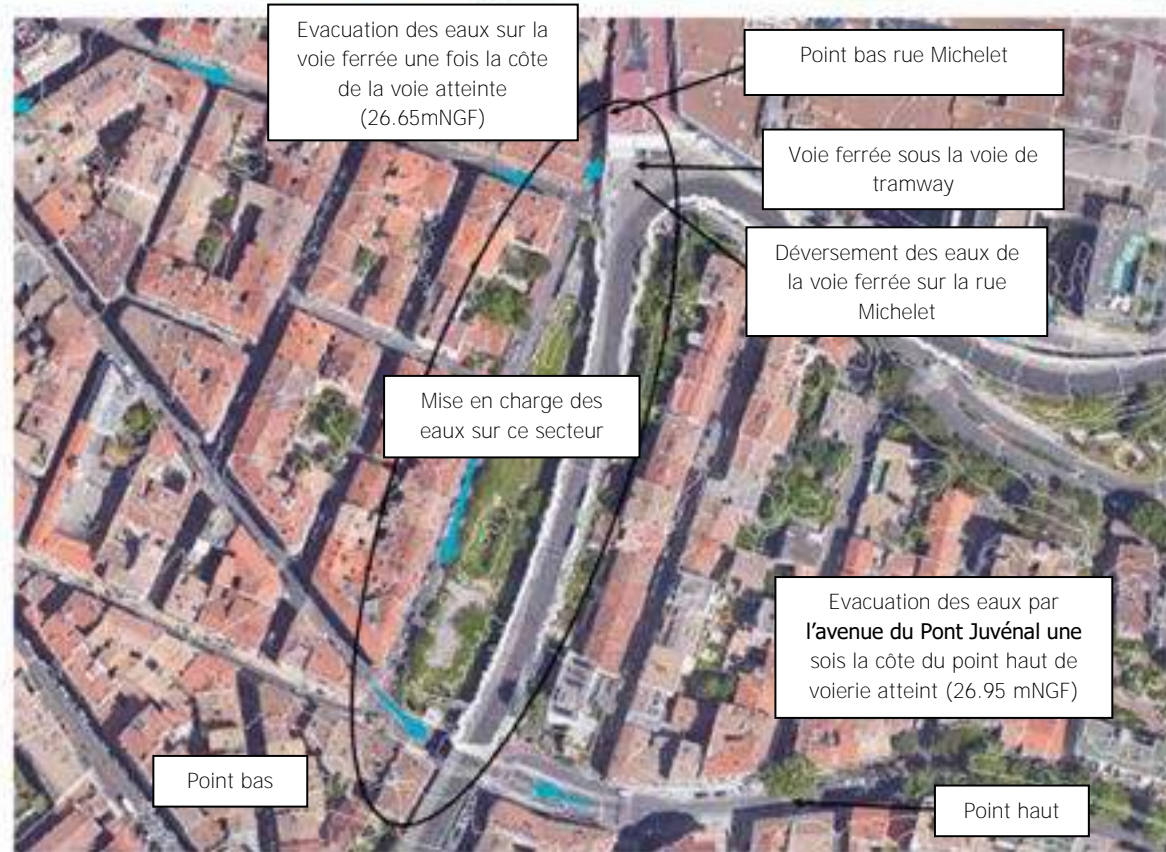 Evacuation des eaux sur la
voie ferrée une fois la côte
de la voie atteinte
(26.65mNGF)
Point bas rue Michelet
Voie ferrée sous la voie de
tramway
Déversement des eaux de
la voie ferrée sur la rue
Michelet
Mise en charge des
eaux sur ce secteur
Evacuation des eaux par
l’avenue du Pont Juvénal une
sois la côte du point haut de
voierie atteint (26.95 mNGF)
Point bas
Point haut